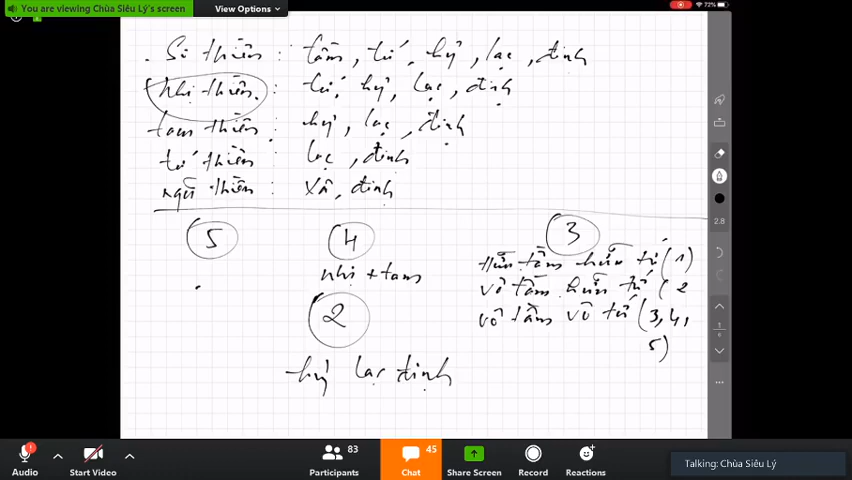 You are viewing Chùa Siêu Lý's screen
View Options
72%
. Sơ thiền : tầm, tứ, hỷ, lạc, định
nhị thiền. : tứ, hỷ, lạc, định
tam thiền : hỷ, lạc, định
tứ thiền : lạc, định
ngũ thiền : xả, định
5 4 3
nhị + tam
hữu tầm hữu tứ (1)
vô tầm hữu tứ (2
vô tầm vô tứ (3, 4,
5)
2
hỷ lạc định
2.8
Audio
Start Video
83
Participants
45
Chat
Share Screen
Record
Reactions
Talking: Chùa Siêu Lý